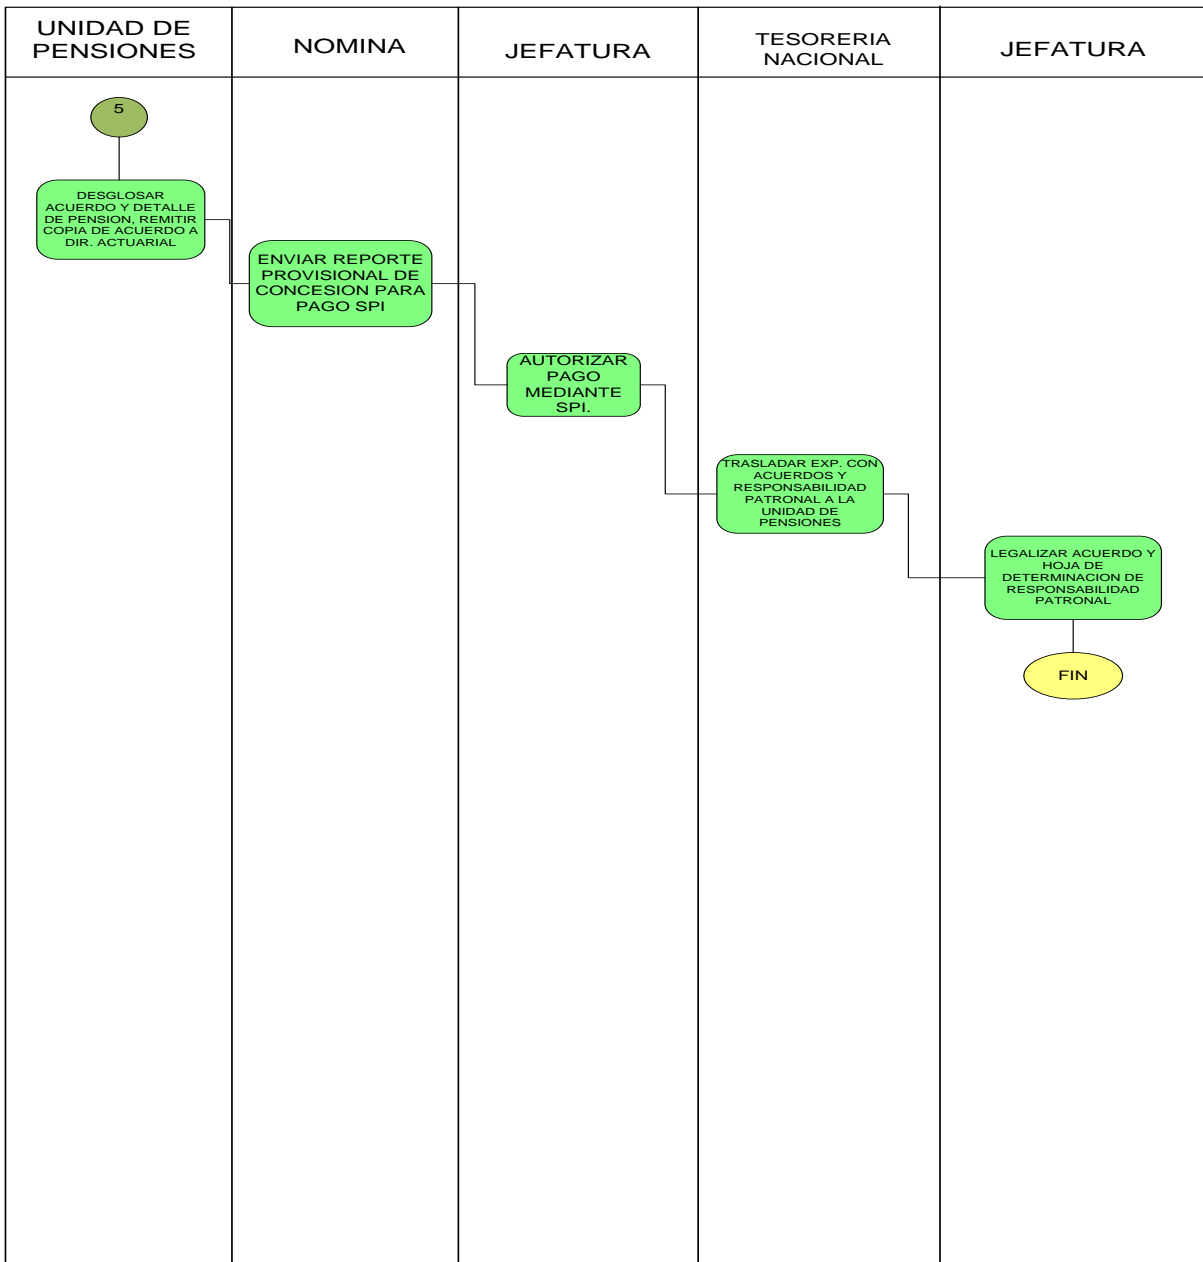 UNIDAD DE
PENSIONES
NOMINA
JEFATURA
TESORERIA
NACIONAL
JEFATURA
5
DESGLOSAR
ACUERDO Y DETALLE
DE PENSION, REMITIR
COPIA DE ACUERDO A
DIR. ACTUARIAL
ENVIAR REPORTE
PROVISIONAL DE
CONCESION PARA
PAGO SPI
AUTORIZAR
PAGO
MEDIANTE
SPI.
TRASLADAR EXP. CON
ACUERDOS Y
RESPONSABILIDAD
PATRONAL A LA
UNIDAD DE
PENSIONES
LEGALIZAR ACUERDO Y
HOJA DE
DETERMINACION DE
RESPONSABILIDAD
PATRONAL
FIN